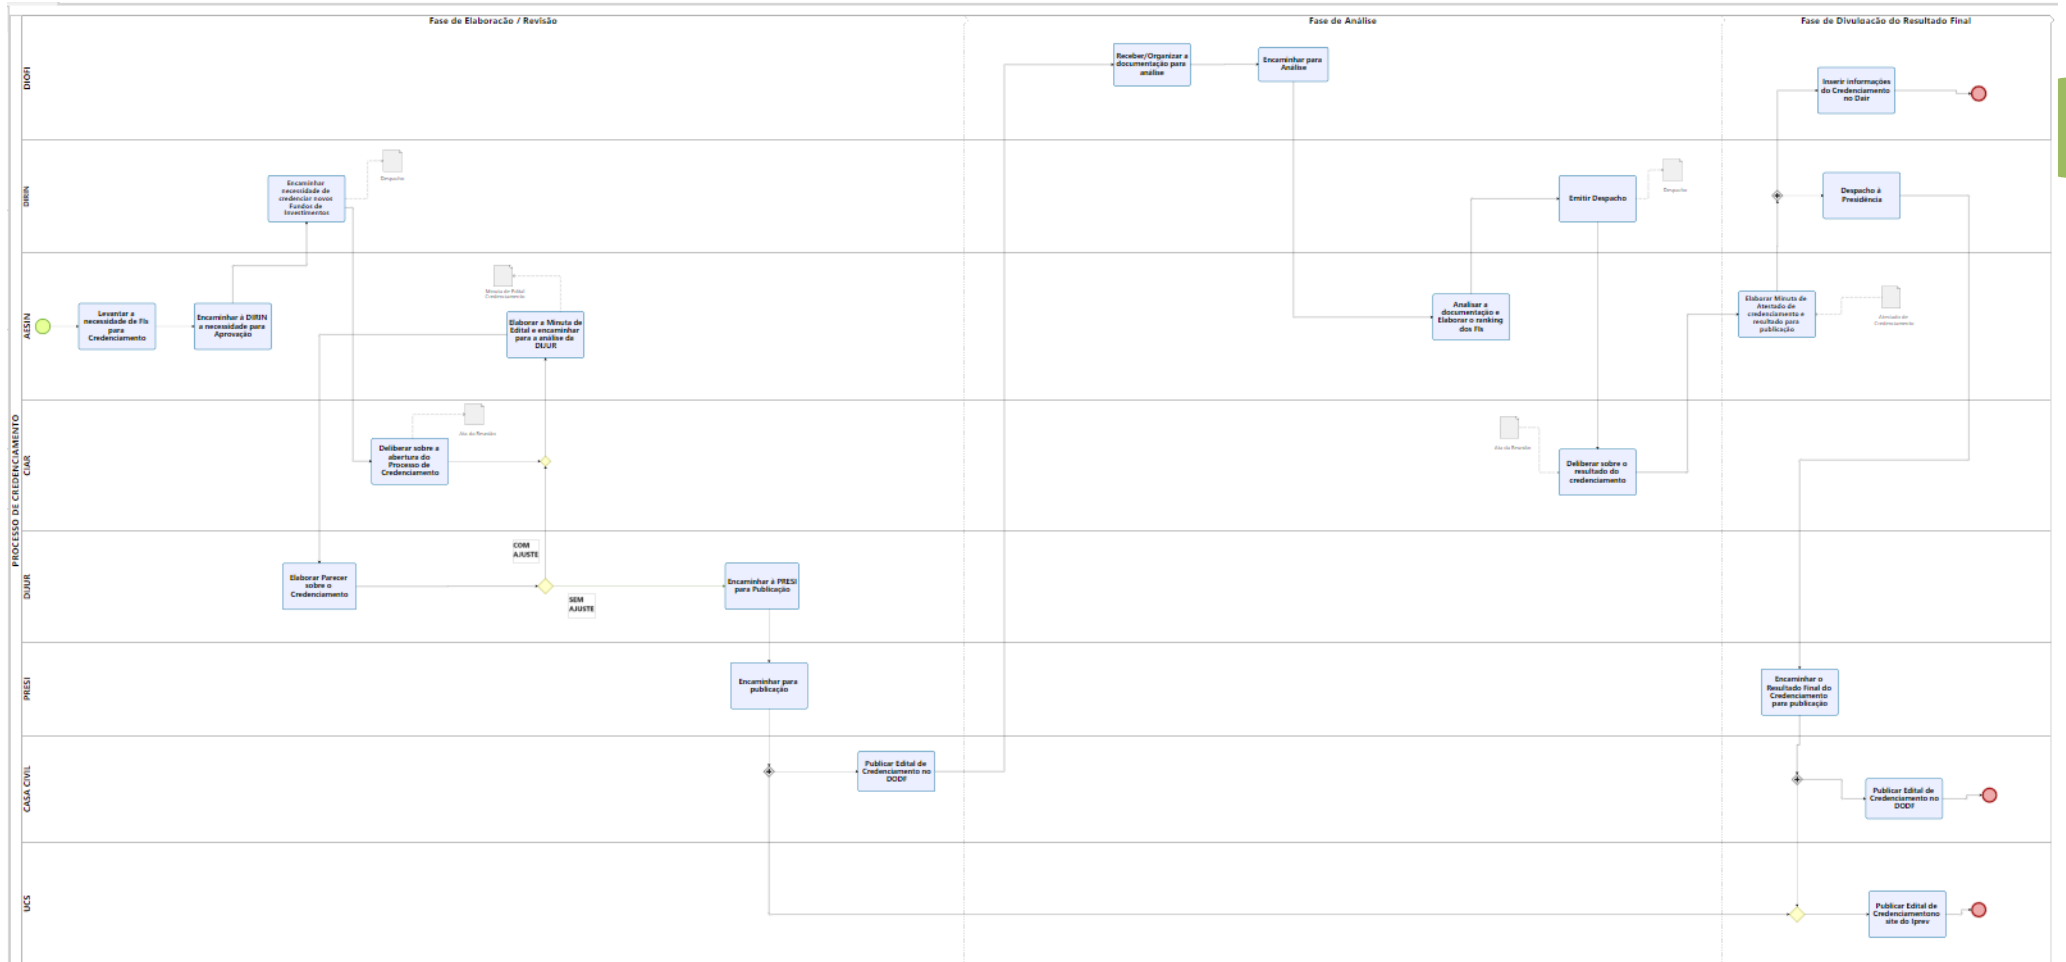 Fase de Elaboração / Revisão
Fase de Análise
Fase de Divulgação do Resultado Final
PROCESSO DE CREDENCIAMENTO
DIOFI
Receber/Organizar a
documentação para
análise
Encaminhar para
Análise
Inserir informações
do Credenciamento
no Dair
DIRIN
Encaminhar
necessidade de
credenciar novos
Fundos de
Investimentos
Despacho
Emitir Despacho
Despacho
Despacho à
Presidência
AESIN
Levantar a
necessidade de FIs
para
Credenciamento
Encaminhar à DIRIN
a necessidade para
Aprovação
Minuta de Edital
Credenciamento
Elaborar a Minuta de
Edital e encaminhar
para a análise da
DIJUR
Analisar a
documentação e
Elaborar o ranking
dos FIs
Elaborar Minuta de
Atestado de
credenciamento e
resultado para
publicação
Atestado de
Credenciamento
CIAR
Deliberar sobre a
abertura do
Processo de
Credenciamento
Ata da Reunião
Ata da Reunião
Deliberar sobre o
resultado do
credenciamento
DIJUR
Elaborar Parecer
sobre o
Credenciamento
COM
AJUSTE
SEM
AJUSTE
Encaminhar à PRESI
para Publicação
PRESI
Encaminhar para
publicação
Encaminhar o
Resultado Final do
Credenciamento
para publicação
CASA CIVIL
Publicar Edital de
Credenciamento no
DODF
Publicar Edital de
Credenciamento no
DODF
UCS
Publicar Edital de
Credenciamentono
site do Iprev